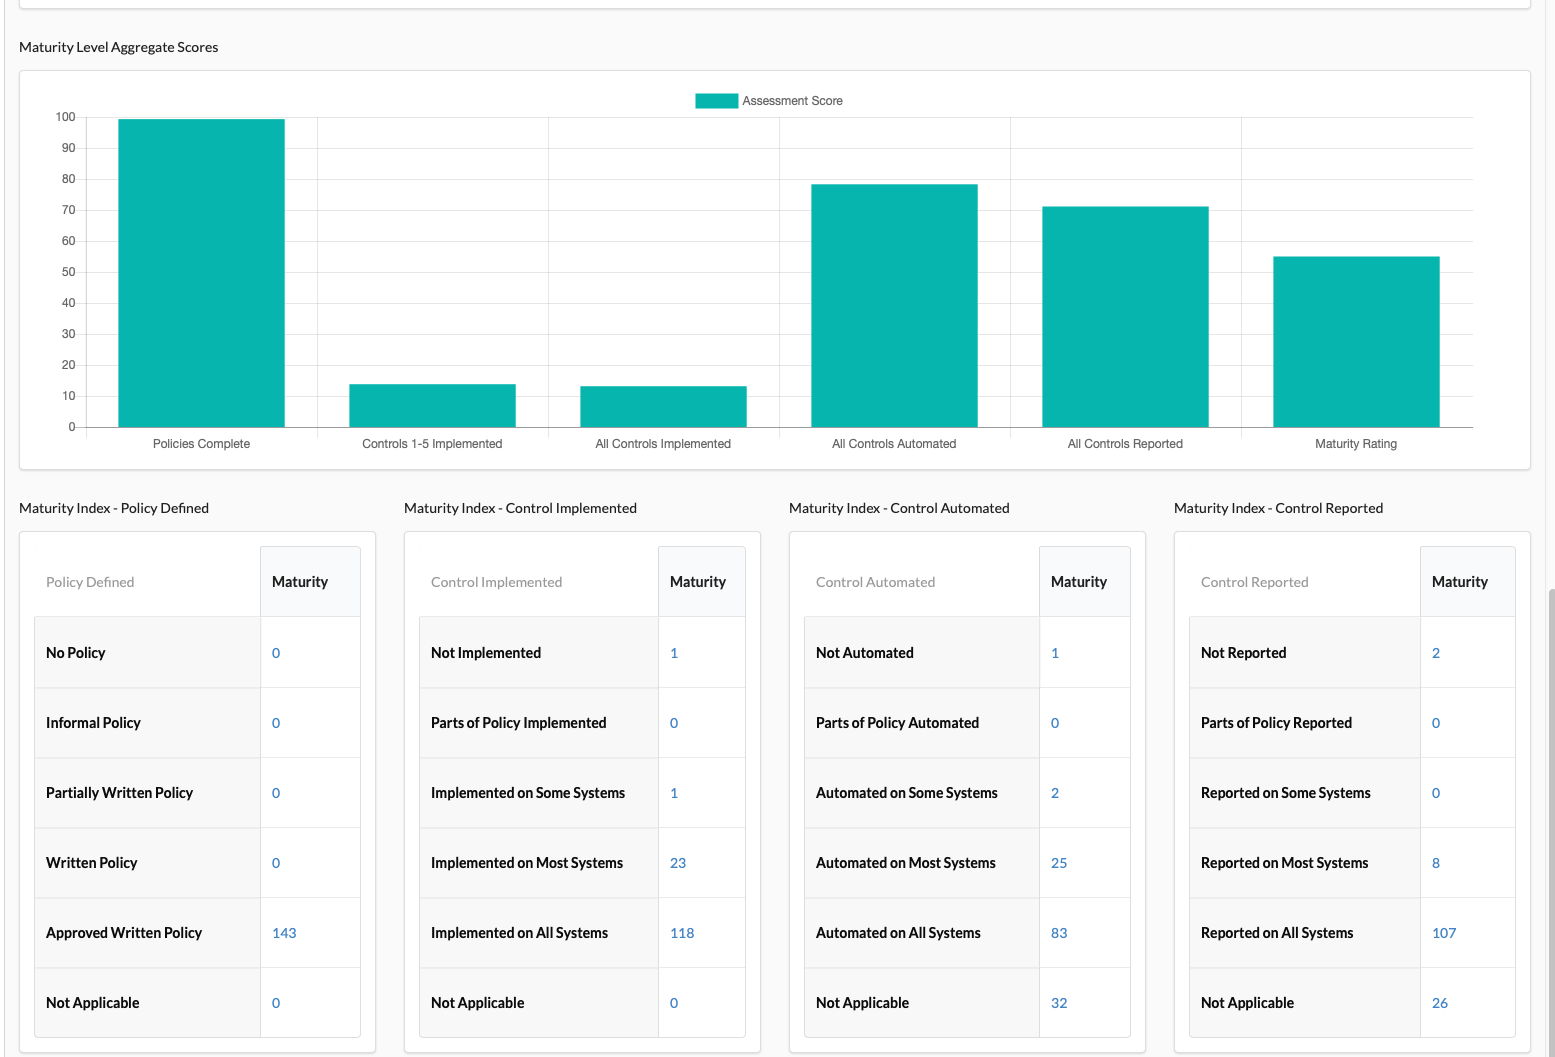 Maturity Level Aggregate Scores
Assessment Score
100
90
80
70
60
50
40
30
20
10
0
Policies Complete
Controls 1-5 Implemented
All Controls Implemented
All Controls Automated
All Controls Reported
Maturity Rating
Maturity Index - Policy Defined
Policy Defined Maturity
No Policy 0
Informal Policy 0
Partially Written Policy 0
Written Policy 0
Approved Written Policy 143
Not Applicable 0
Maturity Index - Control Implemented
Control Implemented Maturity
Not Implemented 1
Parts of Policy Implemented 0
Implemented on Some Systems 1
Implemented on Most Systems 23
Implemented on All Systems 118
Not Applicable 0
Maturity Index - Control Automated
Control Automated Maturity
Not Automated 1
Parts of Policy Automated 0
Automated on Some Systems 2
Automated on Most Systems 25
Automated on All Systems 83
Not Applicable 32
Maturity Index - Control Reported
Control Reported Maturity
Not Reported 2
Parts of Policy Reported 0
Reported on Some Systems 0
Reported on Most Systems 8
Reported on All Systems 107
Not Applicable 26